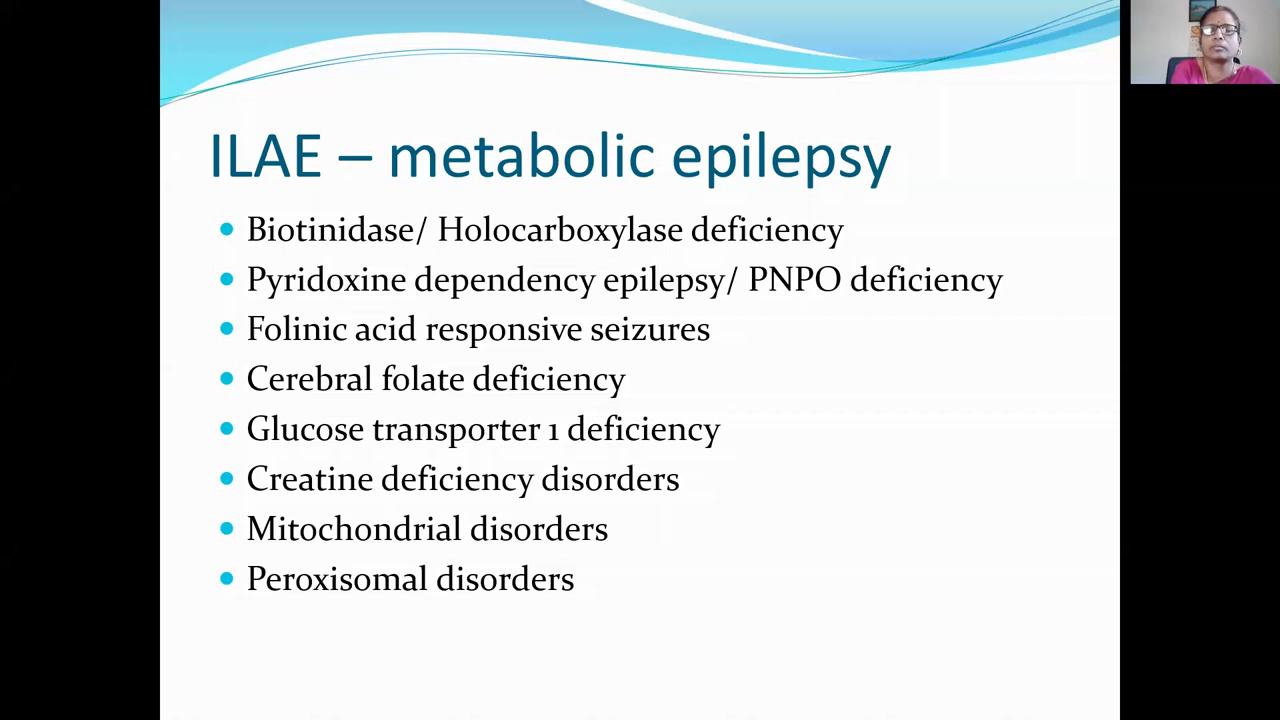 ILAE – metabolic epilepsy
Biotinidase/ Holocarboxylase deficiency
Pyridoxine dependency epilepsy/ PNPO deficiency
Folinic acid responsive seizures
Cerebral folate deficiency
Glucose transporter 1 deficiency
Creatine deficiency disorders
Mitochondrial disorders
Peroxisomal disorders